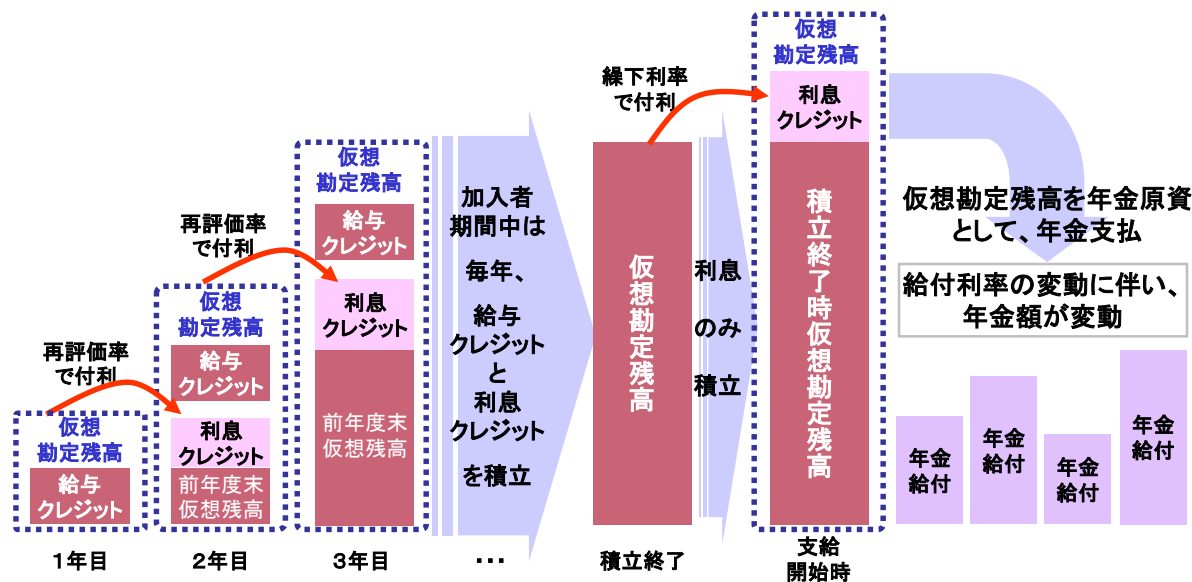 仮想
勘定残高
給与
クレジット
1年目
再評価率
で付利
仮想
勘定残高
給与
クレジット
利息
クレジット
前年度末
仮想残高
2年目
再評価率
で付利
仮想
勘定残高
給与
クレジット
利息
クレジット
前年度末
仮想残高
3年目
加入者
期間中は
毎年、
給与
クレジット
と
利息
クレジット
を積立
･･･
仮想勘定残高
積立終了
繰下利率
で付利
利息
のみ
積立
仮想
勘定残高
利息
クレジット
積立終了時仮想勘定残高
支給
開始時
仮想勘定残高を年金原資
として、年金支払
給付利率の変動に伴い、
年金額が変動
年金
給付
年金
給付
年金
給付
年金
給付